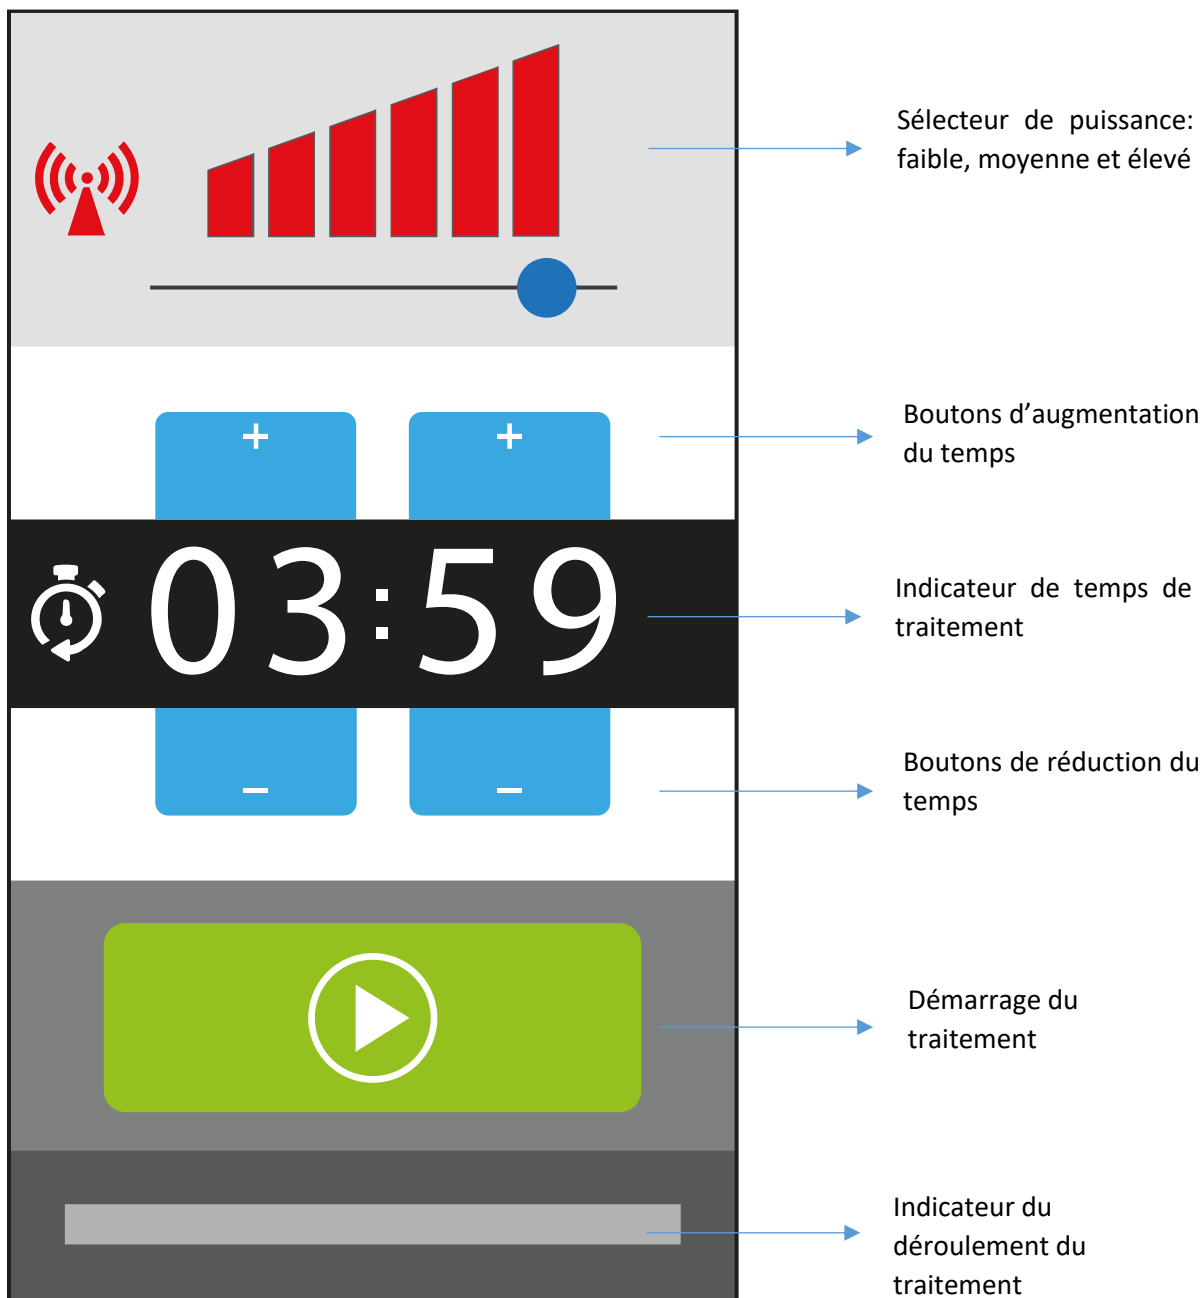 Sélecteur de puissance:
faible, moyenne et élevé
+ +
Boutons d’augmentation
du temps
03:59
Indicateur de temps de
traitement
Boutons de réduction du
temps
– –
Démarrage du
traitement
Indicateur du
déroulement du
traitement